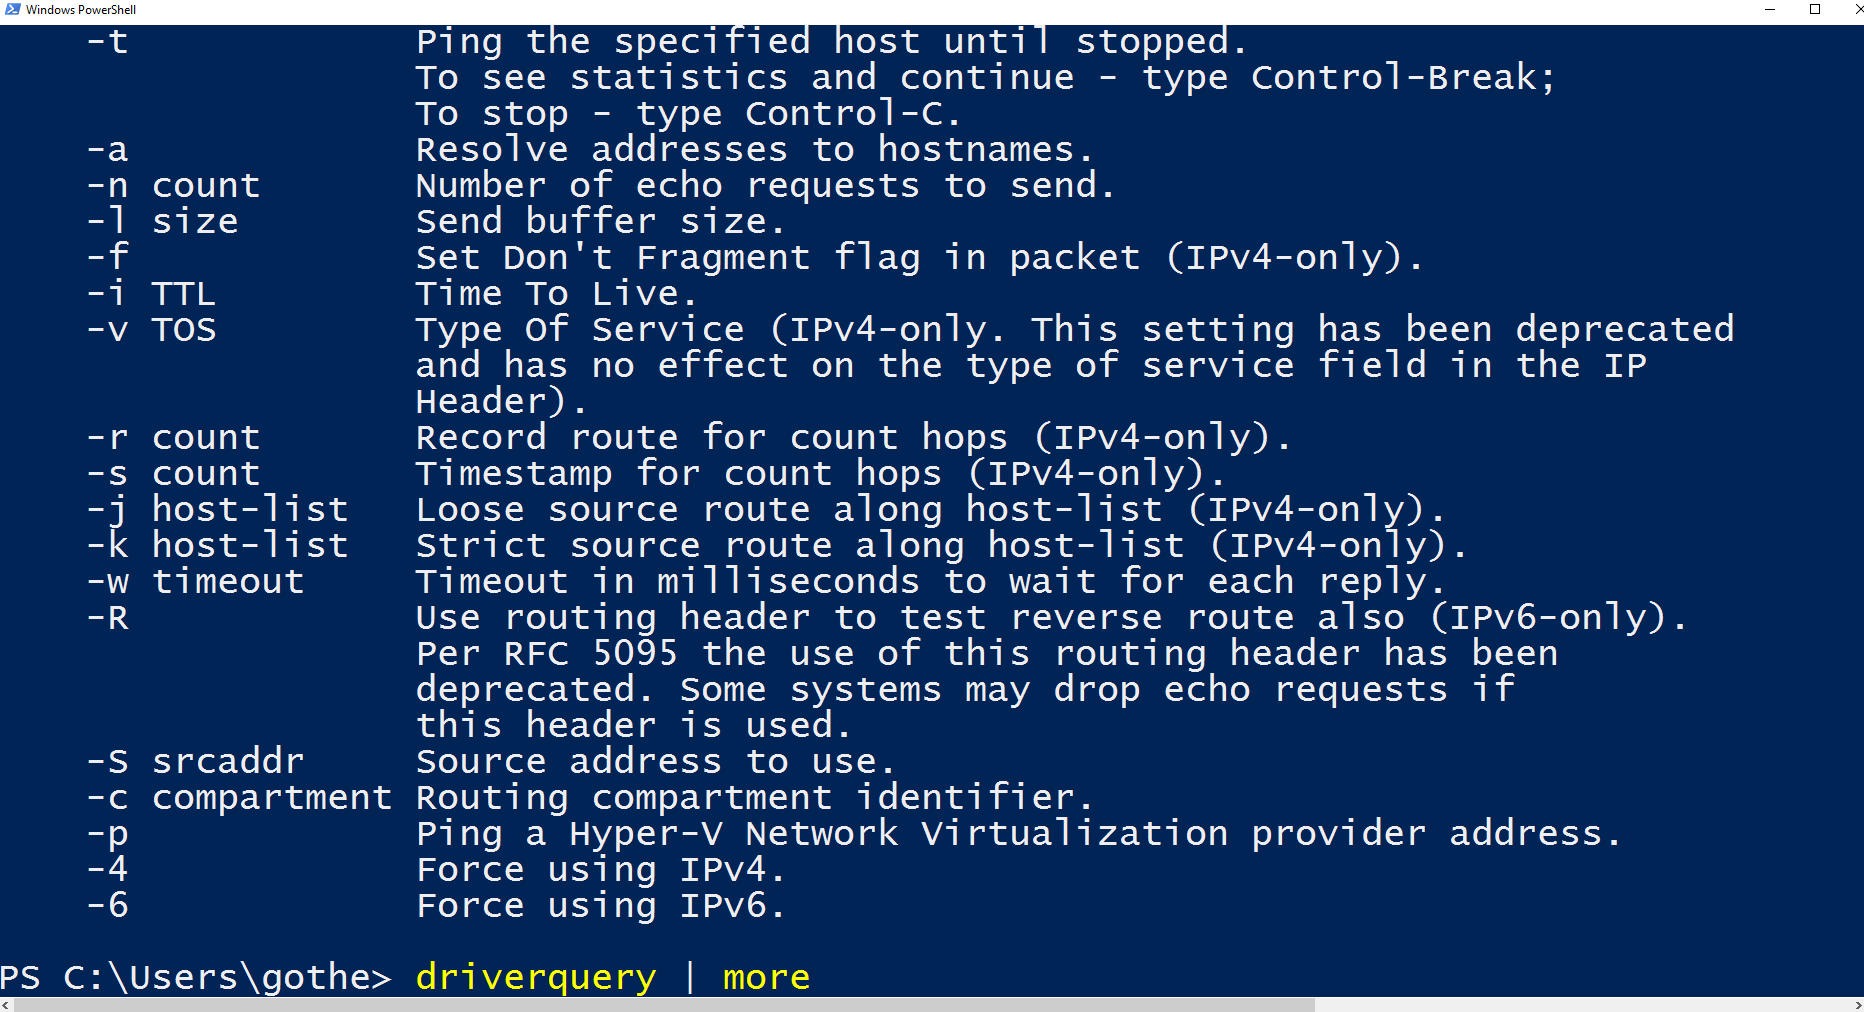 Windows PowerShell
-t Ping the specified host until stopped.
To see statistics and continue - type Control-Break;
To stop - type Control-C.
-a Resolve addresses to hostnames.
-n count Number of echo requests to send.
-l size Send buffer size.
-f Set Don't Fragment flag in packet (IPv4-only).
-i TTL Time To Live.
-v TOS Type Of Service (IPv4-only. This setting has been deprecated
and has no effect on the type of service field in the IP
Header).
-r count Record route for count hops (IPv4-only).
-s count Timestamp for count hops (IPv4-only).
-j host-list Loose source route along host-list (IPv4-only).
-k host-list Strict source route along host-list (IPv4-only).
-w timeout Timeout in milliseconds to wait for each reply.
-R Use routing header to test reverse route also (IPv6-only).
Per RFC 5095 the use of this routing header has been
deprecated. Some systems may drop echo requests if
this header is used.
-S srcaddr Source address to use.
-c compartment Routing compartment identifier.
-p Ping a Hyper-V Network Virtualization provider address.
-4 Force using IPv4.
-6 Force using IPv6.
PS C:\Users\gothe> driverquery | more